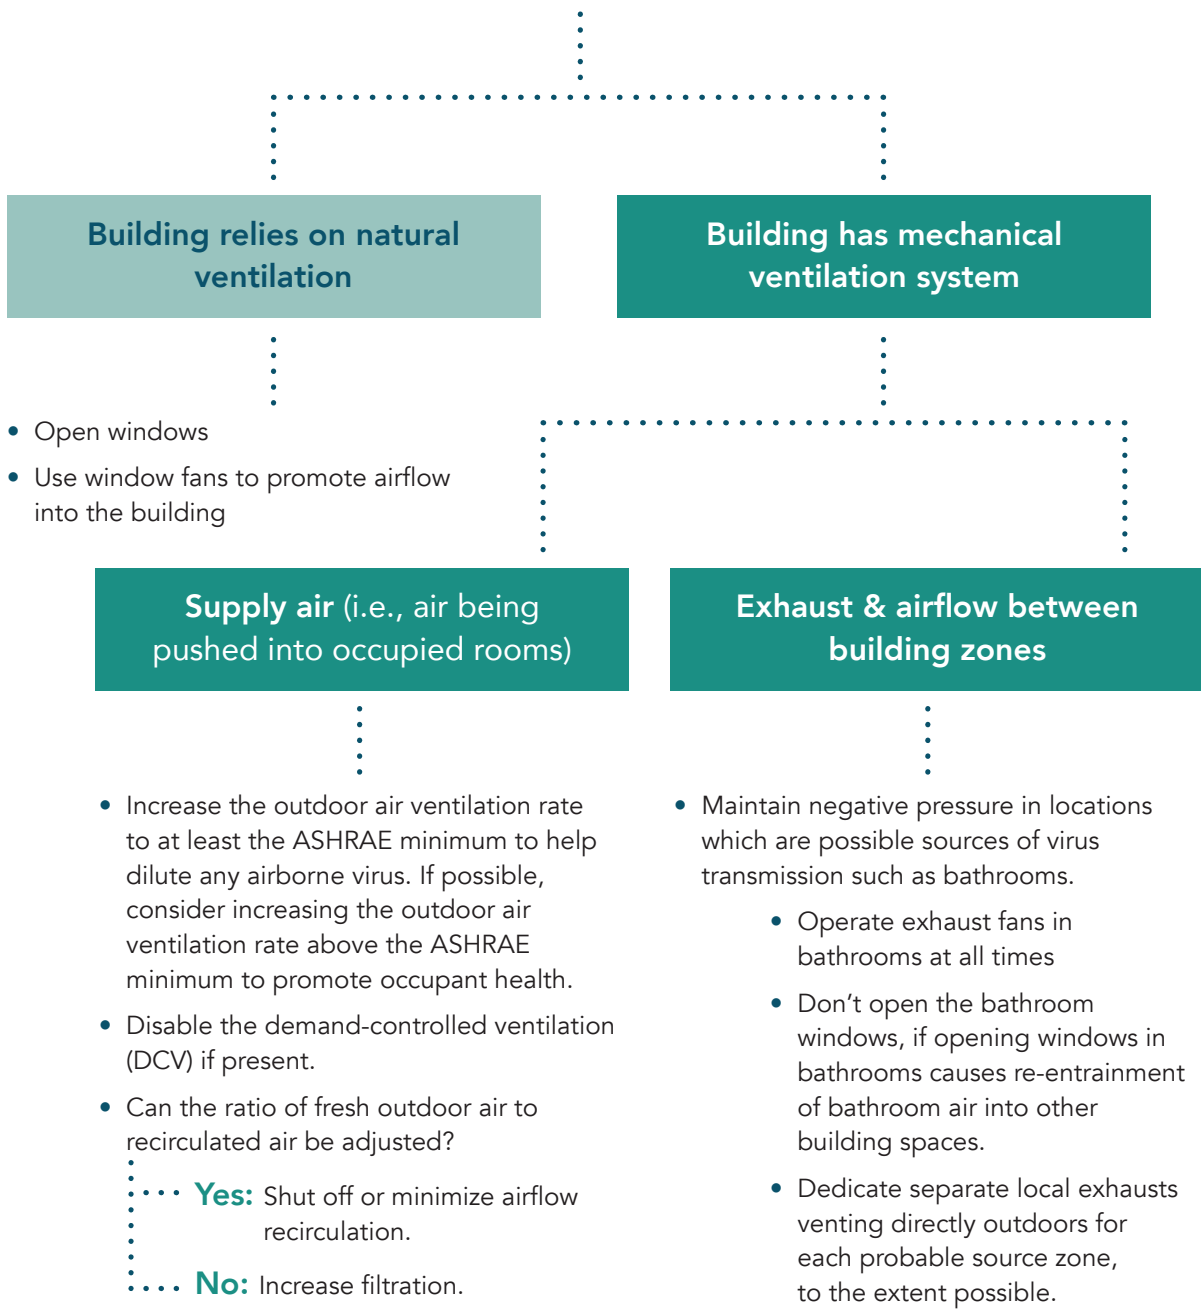 Building relies on natural
ventilation
Building has mechanical
ventilation system
• Open windows
• Use window fans to promote airflow
into the building
Supply air (i.e., air being
pushed into occupied rooms)
Exhaust & airflow between
building zones
• Increase the outdoor air ventilation rate
to at least the ASHRAE minimum to help
dilute any airborne virus. If possible,
consider increasing the outdoor air
ventilation rate above the ASHRAE
minimum to promote occupant health.
• Disable the demand-controlled ventilation
(DCV) if present.
• Can the ratio of fresh outdoor air to
recirculated air be adjusted?
Yes: Shut off or minimize airflow
recirculation.
No: Increase filtration.
• Maintain negative pressure in locations
which are possible sources of virus
transmission such as bathrooms.
• Operate exhaust fans in
bathrooms at all times
• Don’t open the bathroom
windows, if opening windows in
bathrooms causes re-entrainment
of bathroom air into other
building spaces.
• Dedicate separate local exhausts
venting directly outdoors for
each probable source zone,
to the extent possible.